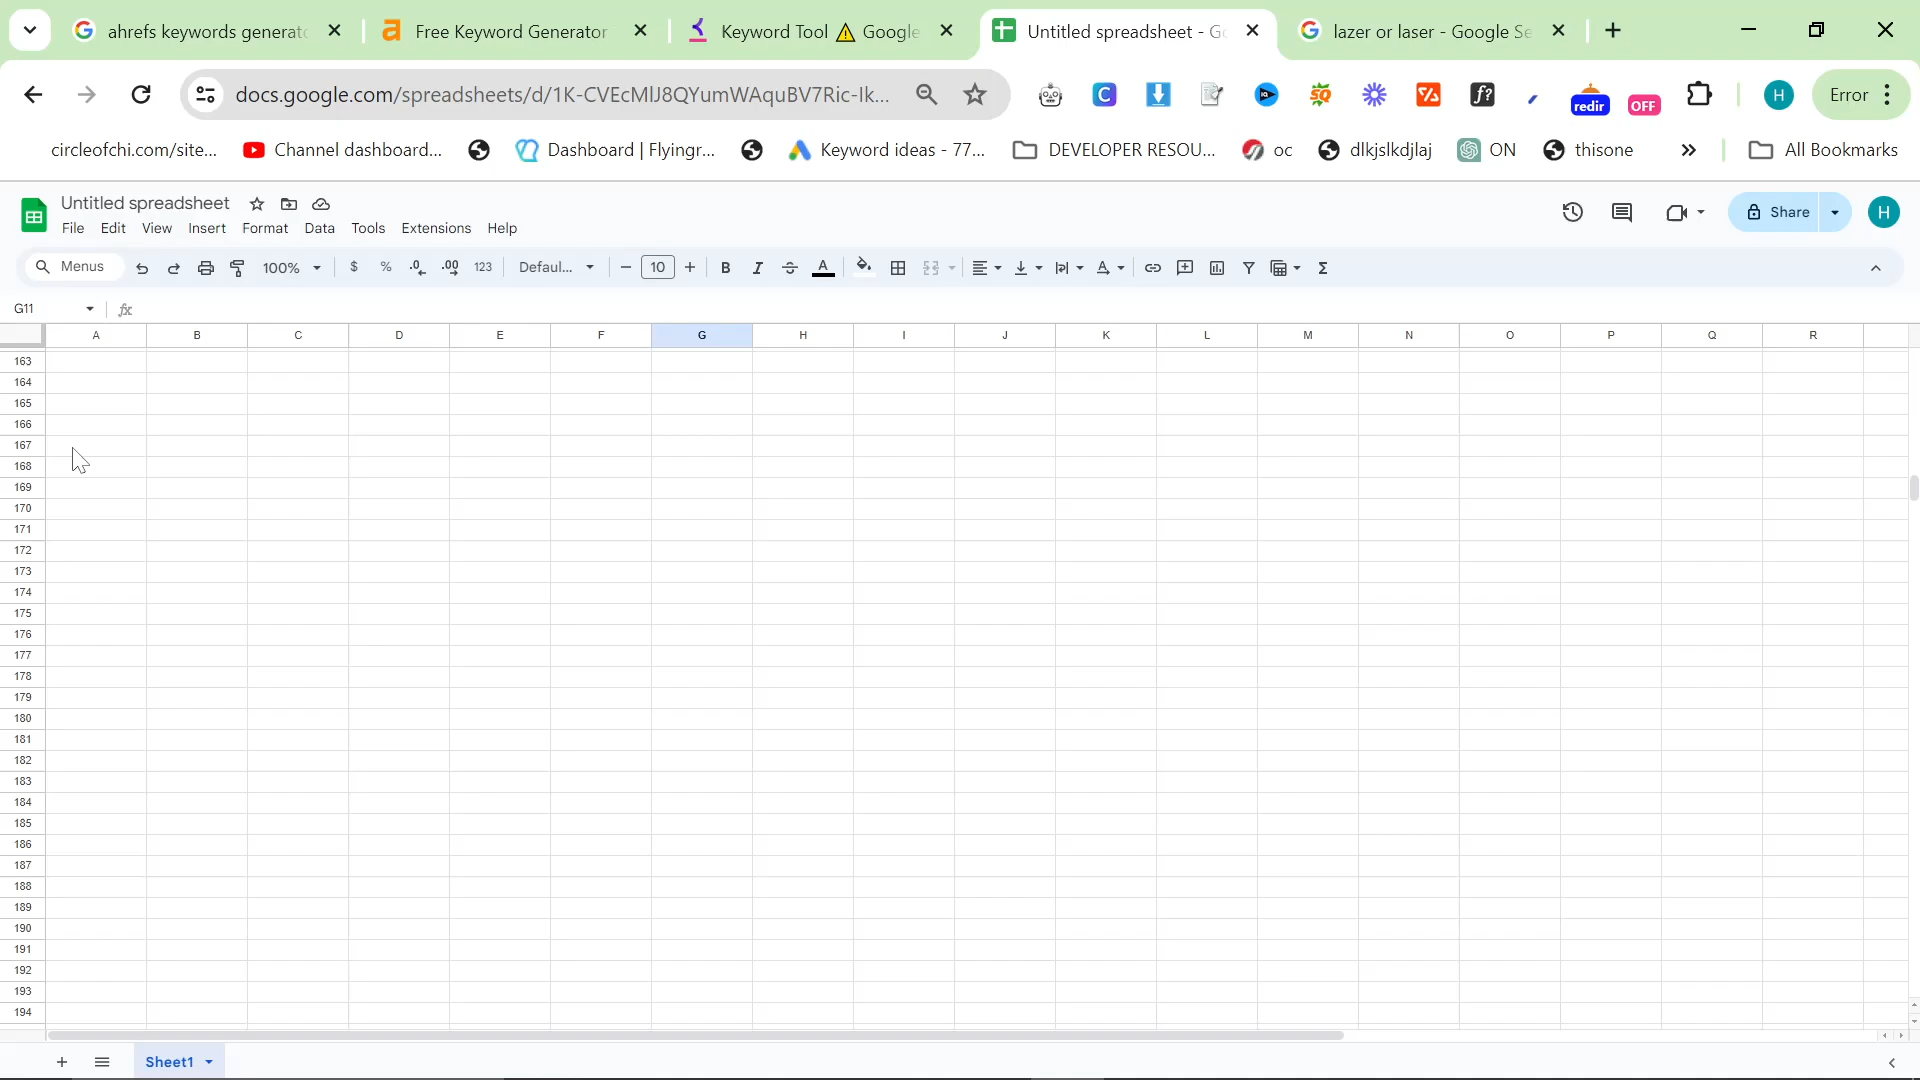 ahrefs keywords generat
Free Keyword Generator
Keyword Tool ⚠ Google
Untitled spreadsheet - Go
lazer or laser - Google Se
docs.google.com/spreadsheets/d/1K-CVEcMlJ8QYumWAquBV7Ric-Ik...
redir
OFF
H
Error
circleofchi.com/site...
Channel dashboard...
Dashboard | Flyingr...
Keyword ideas - 77...
DEVELOPER RESOU...
oc
dlkjslkdjlaj
ON
thisone
»
All Bookmarks
Untitled spreadsheet
File Edit View Insert Format Data Tools Extensions Help
Share
H
Menus
100%
$ % .0 .00 123
Defaul...
10
B I A
Σ
G11
fx
A B C D E F G H I J K L M N O P Q R
163
164
165
166
167
168
169
170
171
172
173
174
175
176
177
178
179
180
181
182
183
184
185
186
187
188
189
190
191
192
193
194
Sheet1